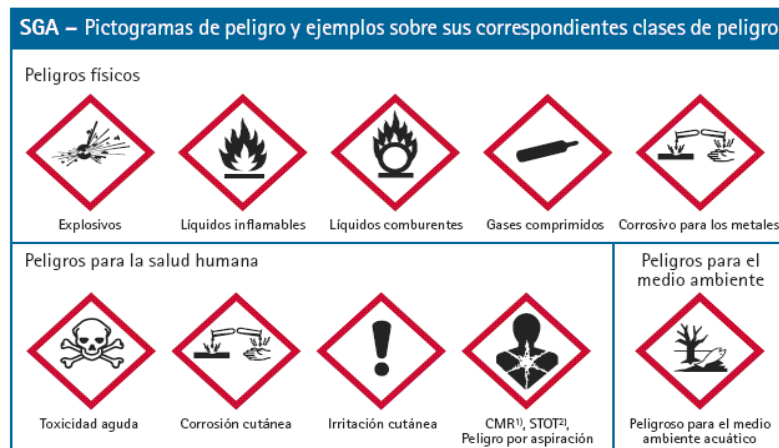 SGA – Pictogramas de peligro y ejemplos sobre sus correspondientes clases de peligro
Peligros físicos
Explosivos
Líquidos inflamables
Líquidos comburentes
Gases comprimidos
Corrosivo para los metales
Peligros para la salud humana
Toxicidad aguda
Corrosión cutánea
Irritación cutánea
CMR¹⁾, STOT²⁾,
Peligro por aspiración
Peligros para el
medio ambiente
Peligroso para el medio
ambiente acuático